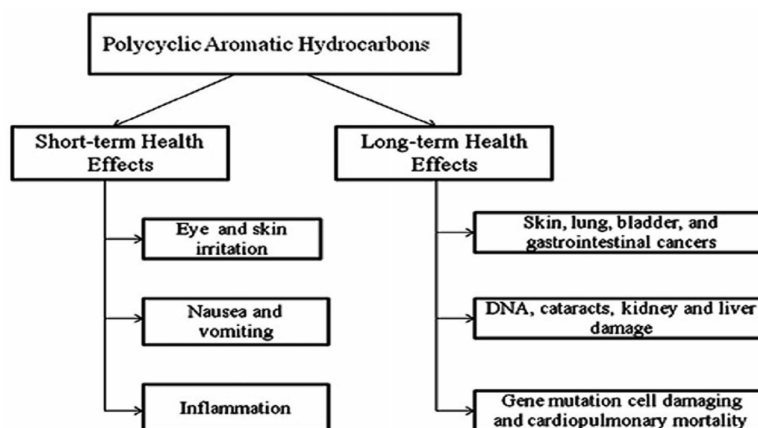 Polycyclic Aromatic Hydrocarbons
Short-term Health
Effects
Eye and skin
irritation
Nausea and
vomiting
Inflammation
Long-term Health
Effects
Skin, lung, bladder, and
gastrointestinal cancers
DNA, cataracts, kidney and liver
damage
Gene mutation cell damaging
and cardiopulmonary mortality